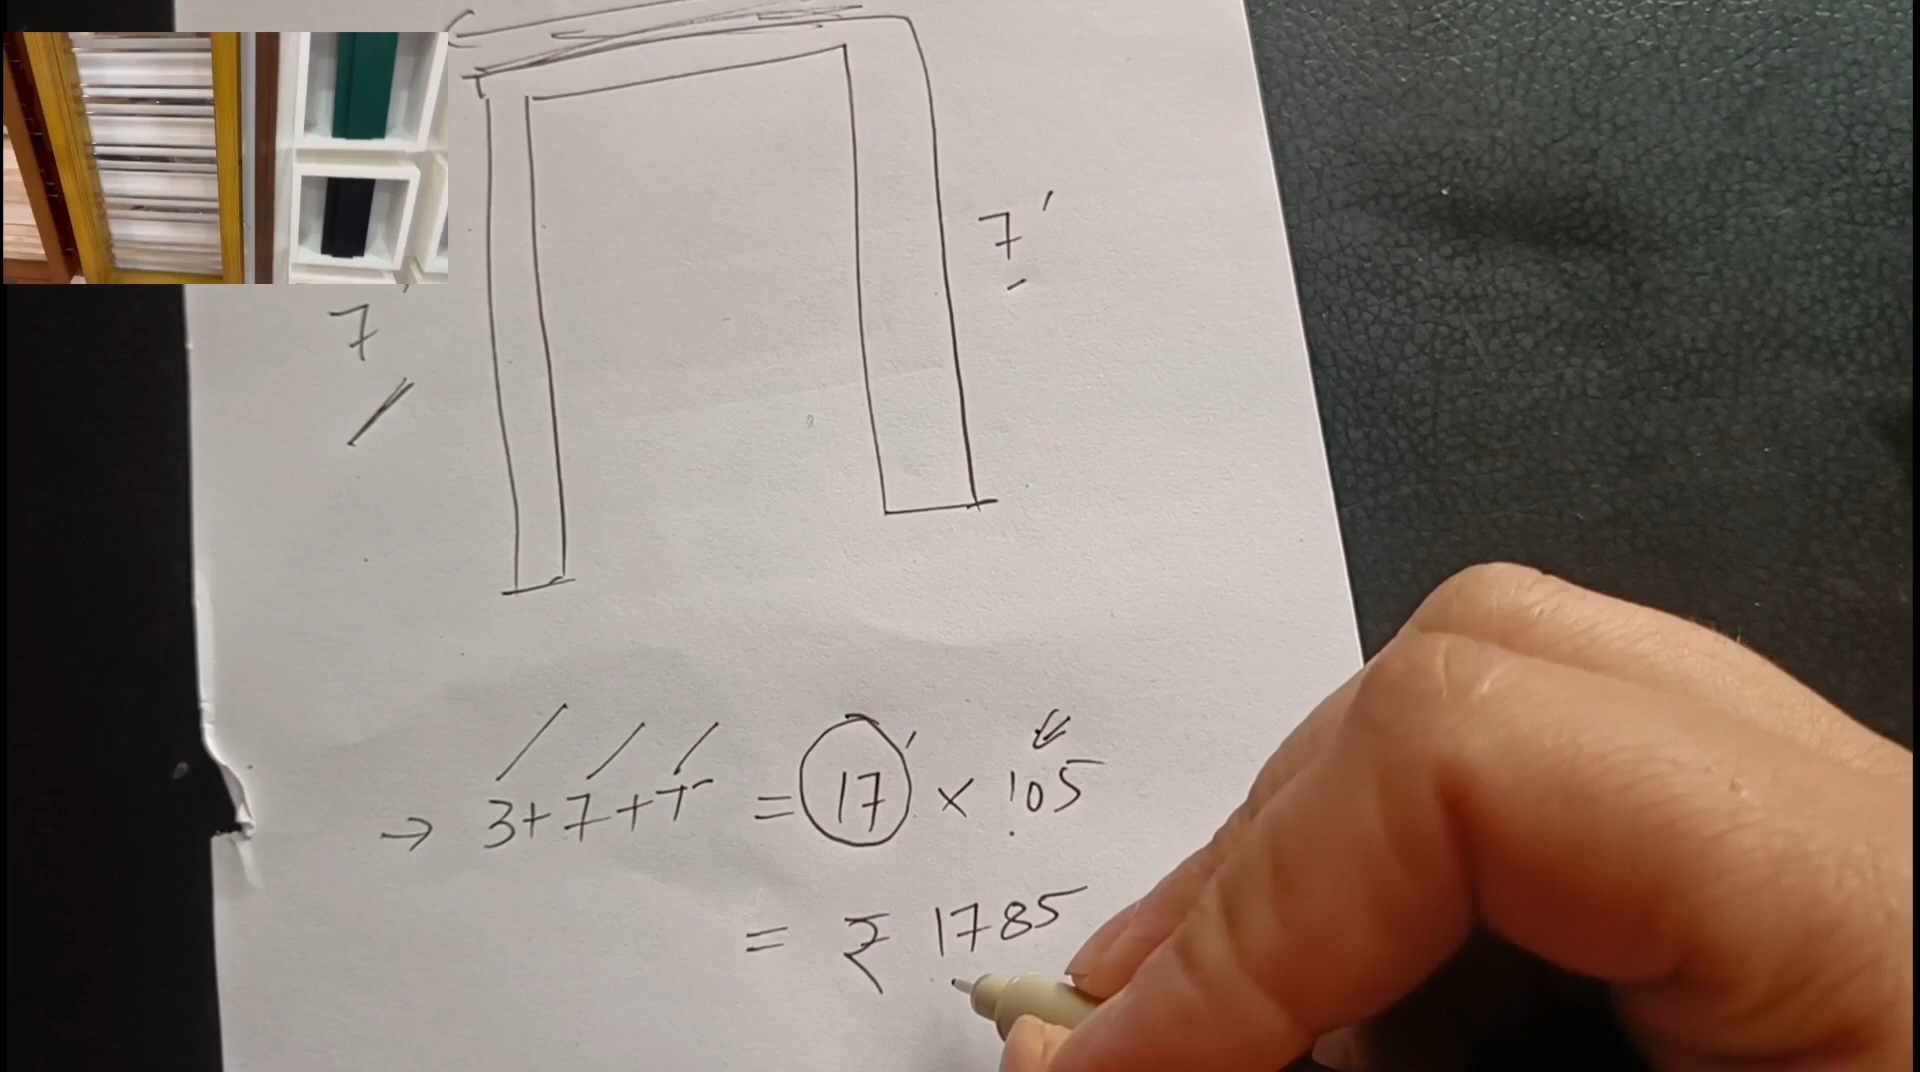 7'
7'
→ 3+7+7 = 17' × 105
= ₹ 1785